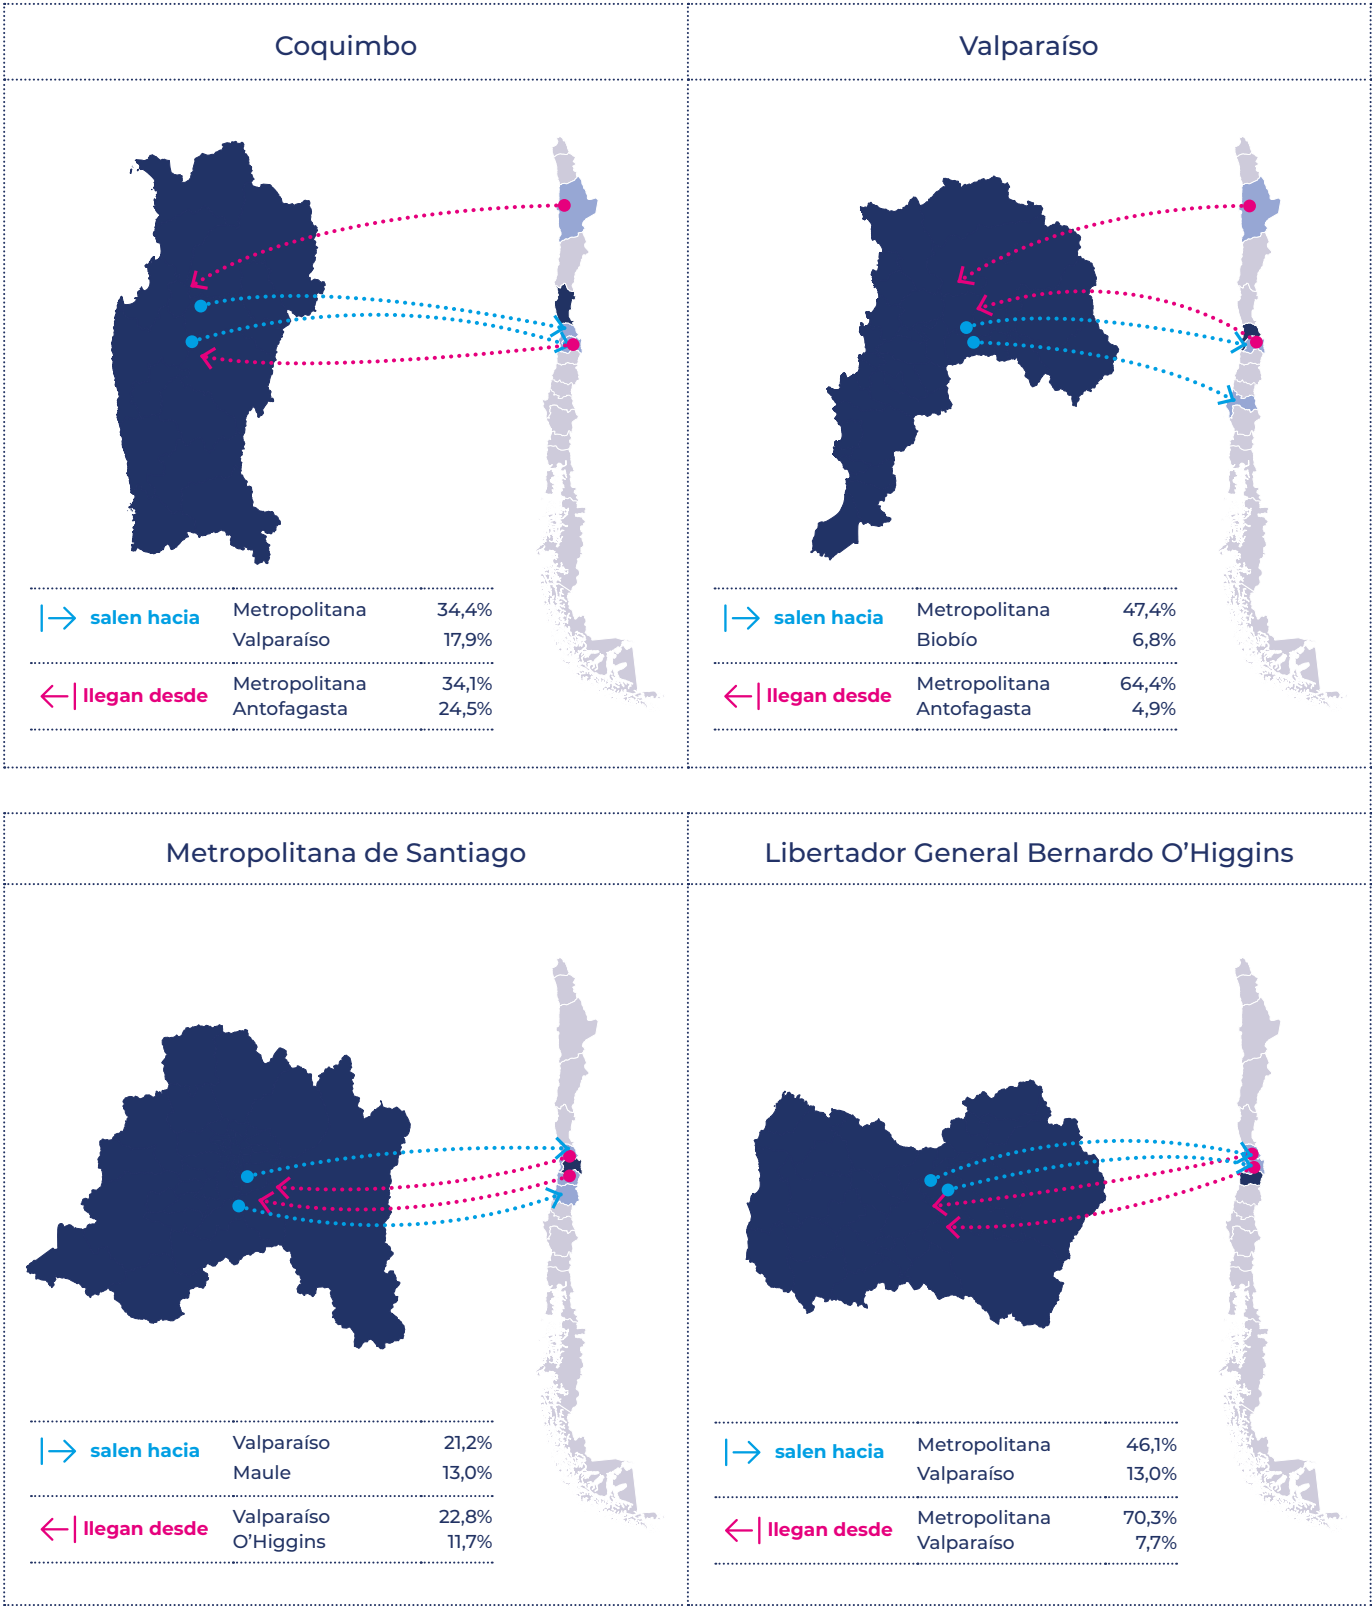 Coquimbo
salen hacia
Metropolitana 34,4%
Valparaíso 17,9%
llegan desde
Metropolitana 34,1%
Antofagasta 24,5%
Valparaíso
salen hacia
Metropolitana 47,4%
Biobío 6,8%
llegan desde
Metropolitana 64,4%
Antofagasta 4,9%
Metropolitana de Santiago
salen hacia
Valparaíso 21,2%
Maule 13,0%
llegan desde
Valparaíso 22,8%
O’Higgins 11,7%
Libertador General Bernardo O’Higgins
salen hacia
Metropolitana 46,1%
Valparaíso 13,0%
llegan desde
Metropolitana 70,3%
Valparaíso 7,7%